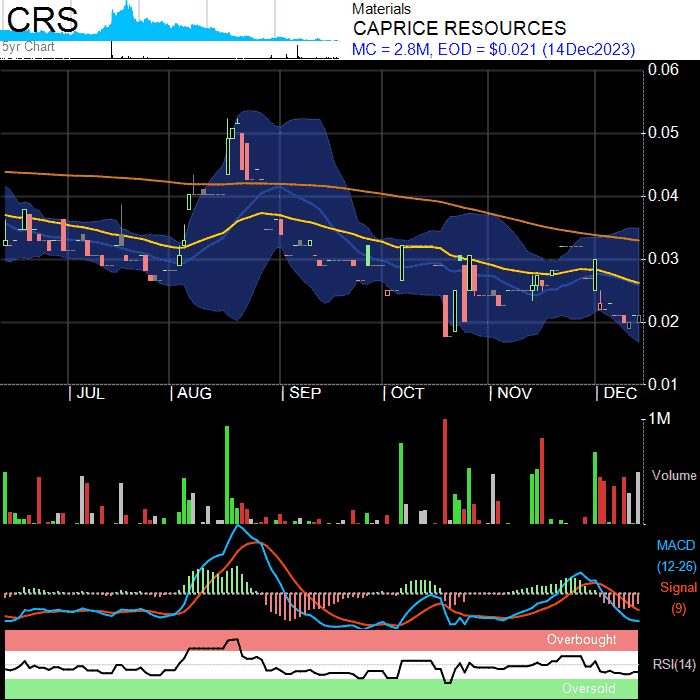 CRS
5yr Chart
Materials
CAPRICE RESOURCES
MC = 2.8M, EOD = $0.021 (14Dec2023)
0.06
0.05
0.04
0.03
0.02
0.01
JUL
AUG
SEP
OCT
NOV
DEC
1M
Volume
MACD
(12-26)
Signal
(9)
Overbought
RSI(14)
Oversold